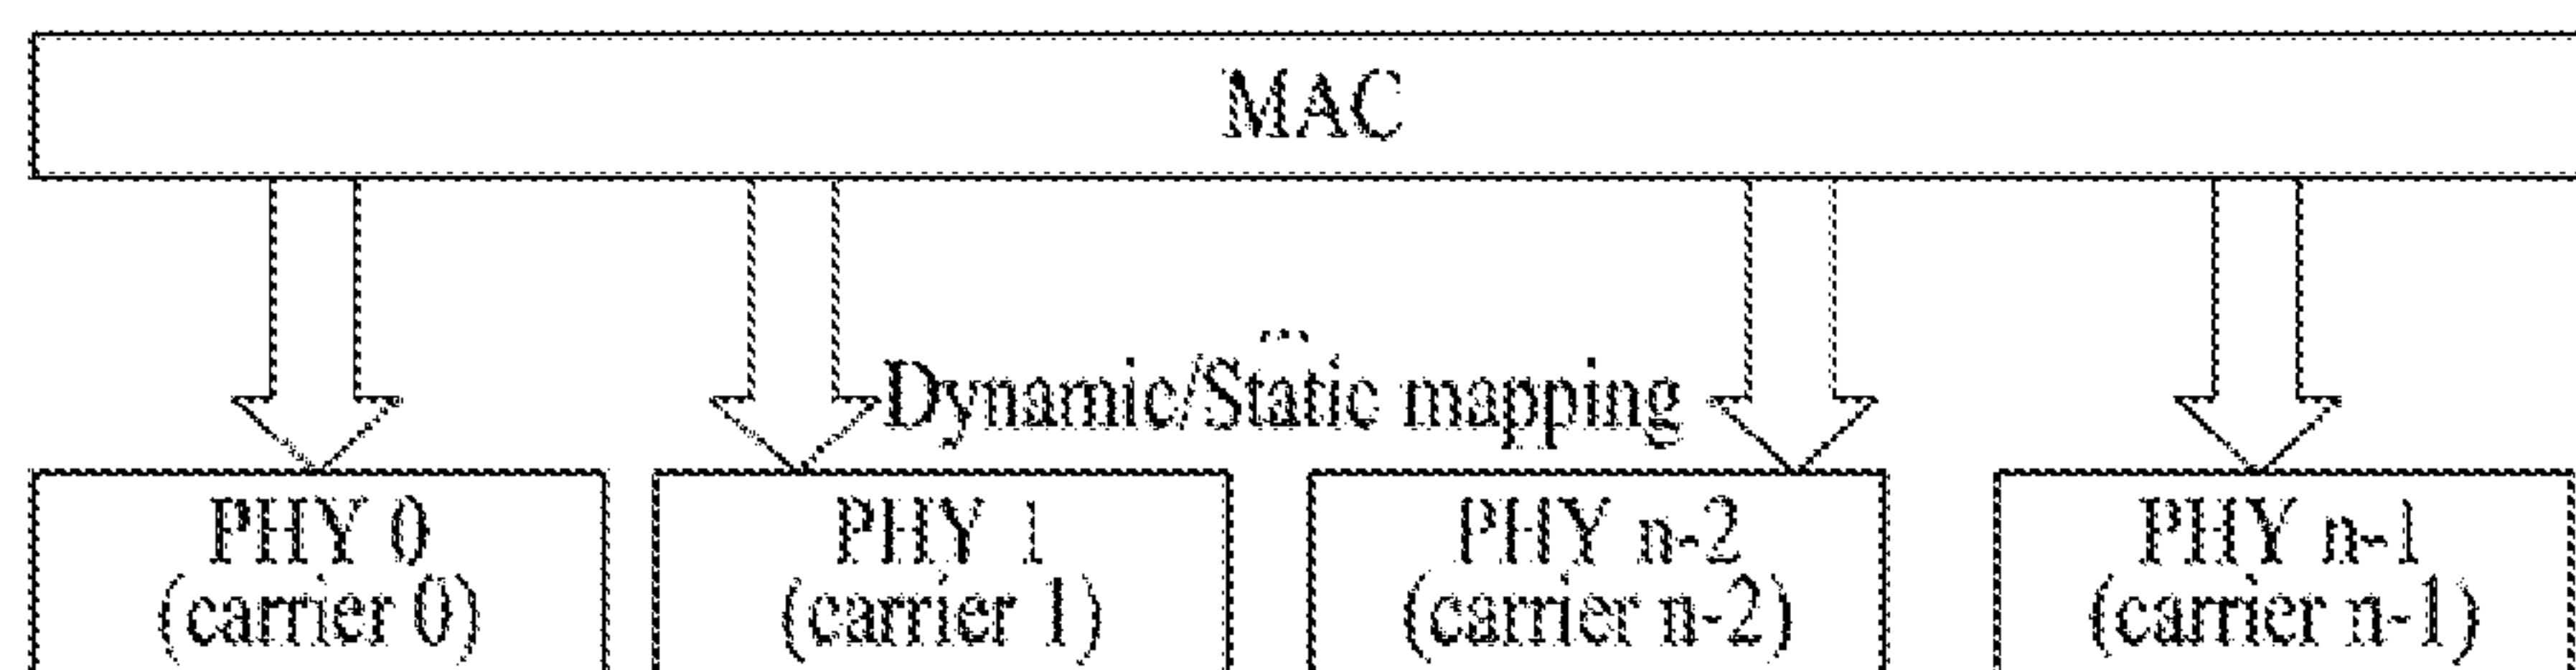 MAC
...
Dynamic/Static mapping
PHY 0
(carrier 0)
PHY 1
(carrier 1)
PHY n-2
(carrier n-2)
PHY n-1
(carrier n-1)